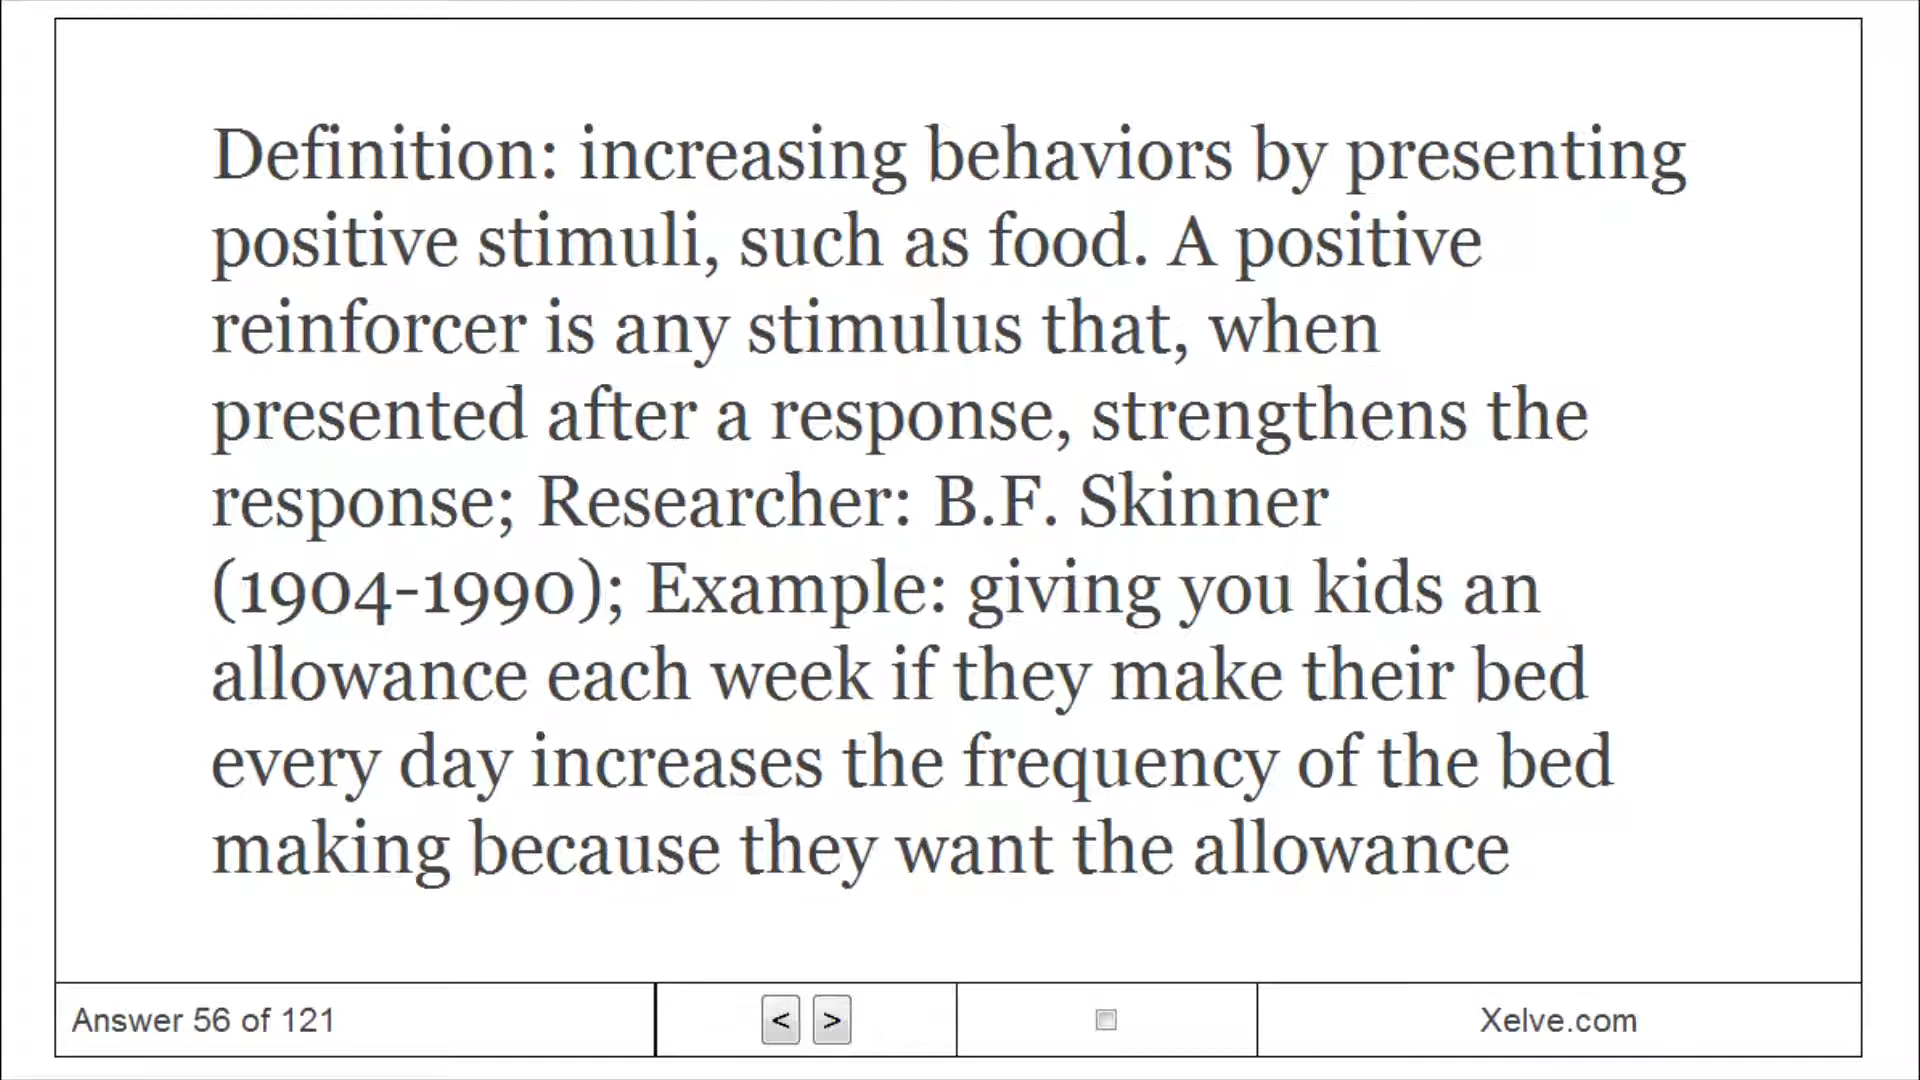 Definition: increasing behaviors by presenting
positive stimuli, such as food. A positive
reinforcer is any stimulus that, when
presented after a response, strengthens the
response; Researcher: B.F. Skinner
(1904-1990); Example: giving you kids an
allowance each week if they make their bed
every day increases the frequency of the bed
making because they want the allowance
Answer 56 of 121
< >
Xelve.com